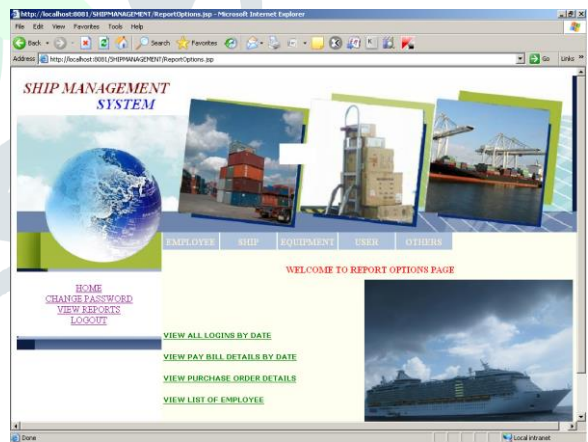 http://localhost:8081/SHIPMANAGEMENT/ReportOptions.jsp - Microsoft Internet Explorer
File Edit View Favorites Tools Help
Back Search Favorites
Address http://localhost:8081/SHIPMANAGEMENT/ReportOptions.jsp Go Links »
SHIP MANAGEMENT
SYSTEM
EMPLOYEE SHIP EQUIPMENT USER OTHERS
WELCOME TO REPORT OPTIONS PAGE
HOME
CHANGE PASSWORD
VIEW REPORTS
LOGOUT
VIEW ALL LOGINS BY DATE
VIEW PAY BILL DETAILS BY DATE
VIEW PURCHASE ORDER DETAILS
VIEW LIST OF EMPLOYEE
Done Local intranet